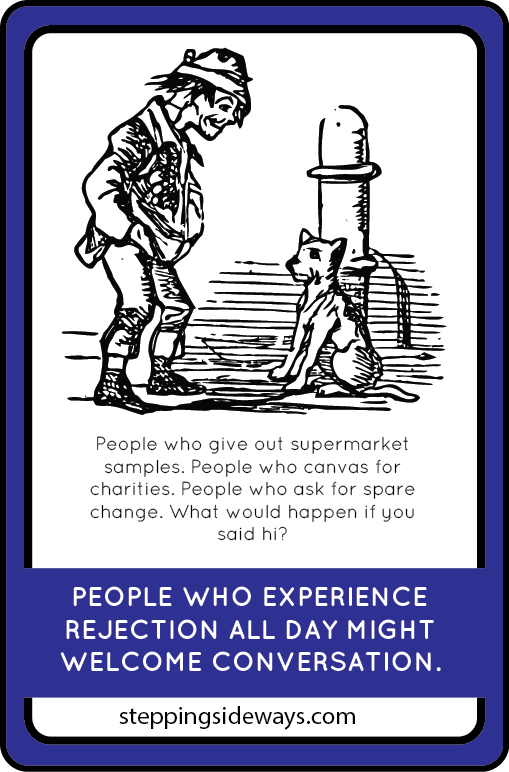 People who give out supermarket
samples. People who canvas for
charities. People who ask for spare
change. What would happen if you
said hi?
PEOPLE WHO EXPERIENCE
REJECTION ALL DAY MIGHT
WELCOME CONVERSATION.
steppingsideways.com